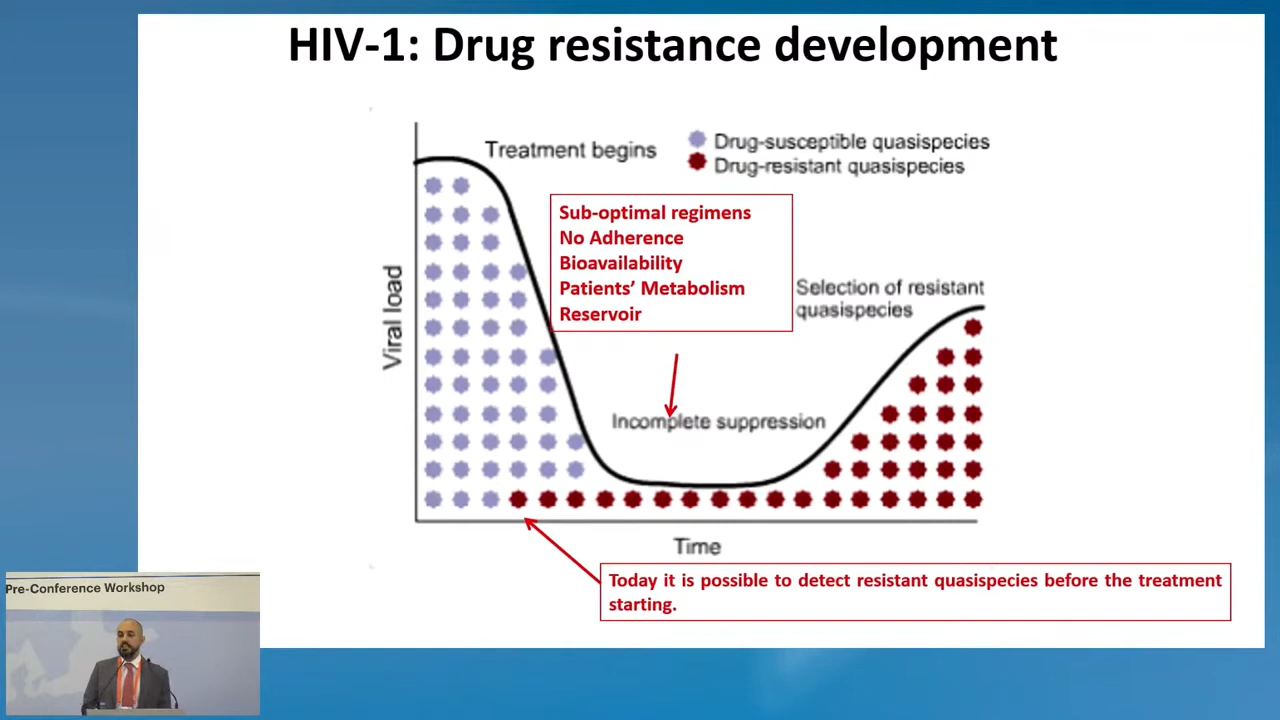 HIV-1: Drug resistance development
Treatment begins
Drug-susceptible quasispecies
Drug-resistant quasispecies
Sub-optimal regimens
No Adherence
Bioavailability
Patients’ Metabolism
Reservoir
Selection of resistant
quasispecies
Viral load
Incomplete suppression
Time
Today it is possible to detect resistant quasispecies before the treatment
starting.
Pre-Conference Workshop